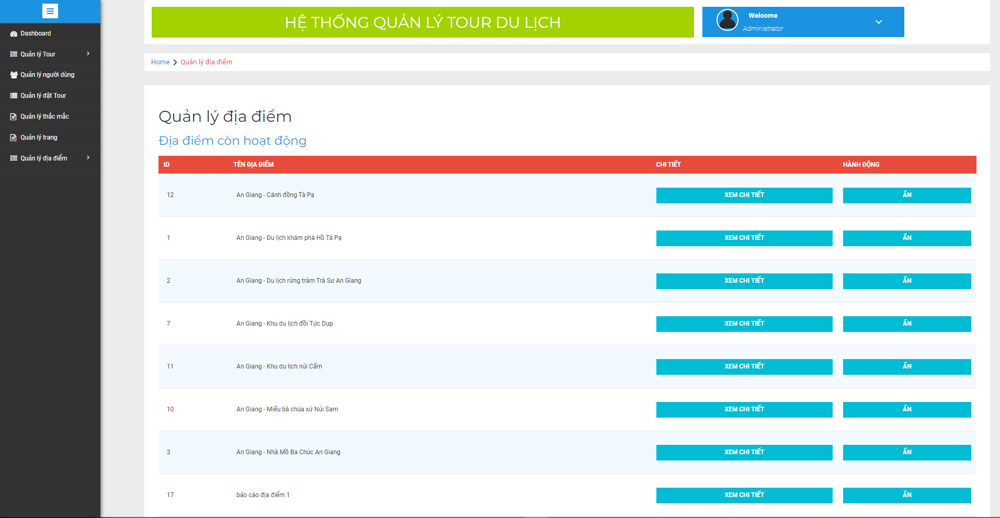 HỆ THỐNG QUẢN LÝ TOUR DU LỊCH
Welcome
Administrator
Dashboard
Quản lý Tour
Quản lý người dùng
Quản lý đặt Tour
Quản lý thắc mắc
Quản lý trang
Quản lý địa điểm
Home > Quản lý địa điểm
Quản lý địa điểm
Địa điểm còn hoạt động
ID TÊN ĐỊA ĐIỂM CHI TIẾT HÀNH ĐỘNG
12 An Giang - Cánh đồng Tà Pạ XEM CHI TIẾT ẨN
1 An Giang - Du lịch khám phá Hồ Tà Pạ XEM CHI TIẾT ẨN
2 An Giang - Du lịch rừng tràm Trà Sư An Giang XEM CHI TIẾT ẨN
7 An Giang - Khu du lịch đồi Tức Dụp XEM CHI TIẾT ẨN
11 An Giang - Khu du lịch núi Cấm XEM CHI TIẾT ẨN
10 An Giang - Miếu bà chúa xứ Núi Sam XEM CHI TIẾT ẨN
3 An Giang - Nhà Mồ Ba Chúc An Giang XEM CHI TIẾT ẨN
17 báo cáo địa điểm 1 XEM CHI TIẾT ẨN